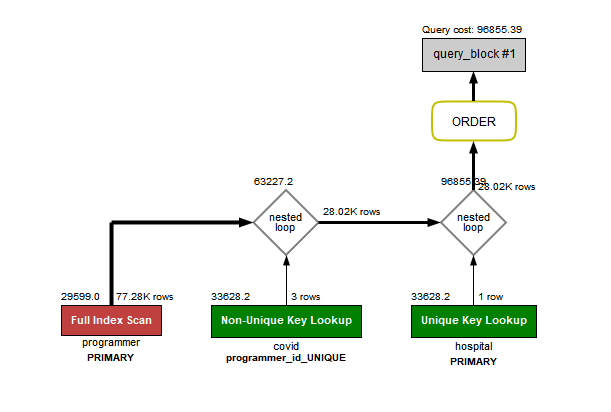 Query cost: 96855.39
query_block #1
ORDER
63227.2
96855.39
28.02K rows
nested
loop
28.02K rows
nested
loop
29599.0
77.28K rows
33628.2
3 rows
33628.2
1 row
Full Index Scan
Non-Unique Key Lookup
Unique Key Lookup
programmer
PRIMARY
covid
programmer_id_UNIQUE
hospital
PRIMARY